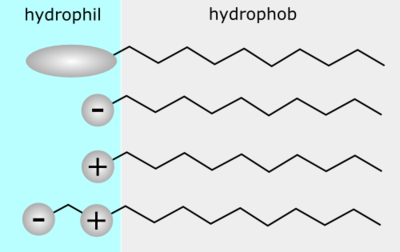 hydrophil hydrophob
-
+
- +